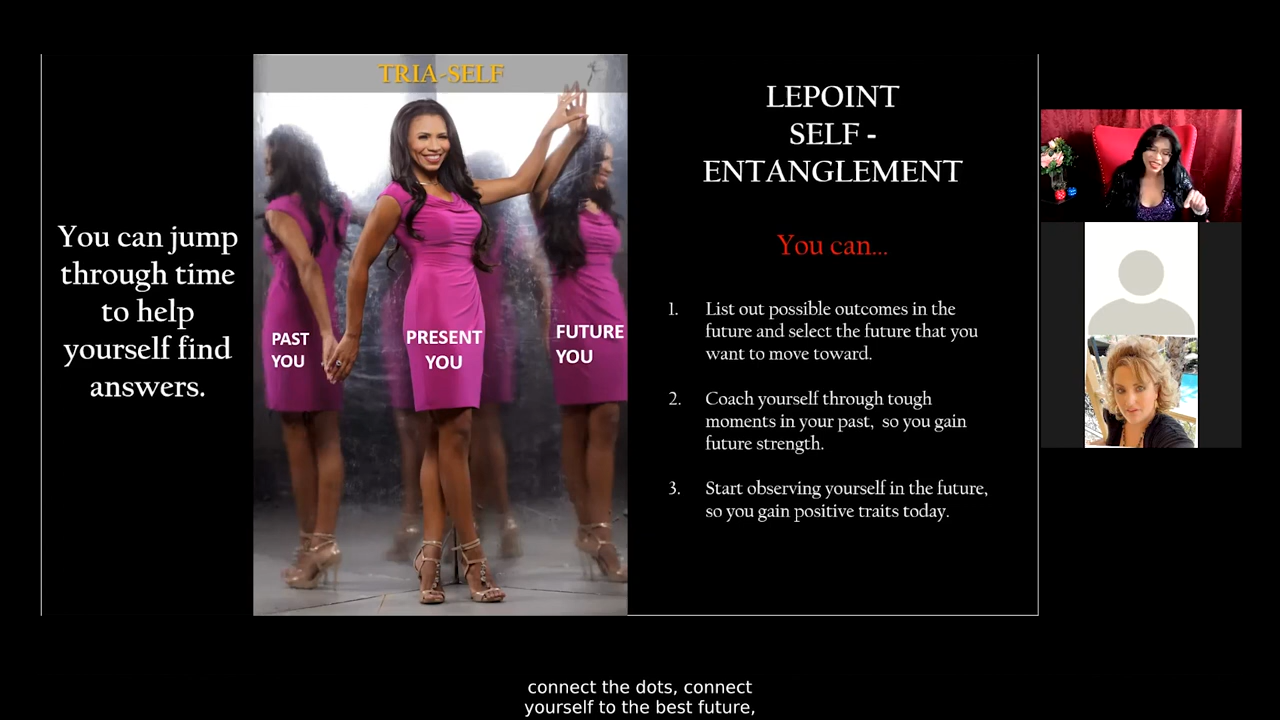 You can jump
through time
to help
yourself find
answers.
TRIA-SELF
PAST
YOU
PRESENT
YOU
FUTURE
YOU
LEPOINT
SELF -
ENTANGLEMENT
You can...
1. List out possible outcomes in the
future and select the future that you
want to move toward.
2. Coach yourself through tough
moments in your past, so you gain
future strength.
3. Start observing yourself in the future,
so you gain positive traits today.
connect the dots, connect
yourself to the best future,